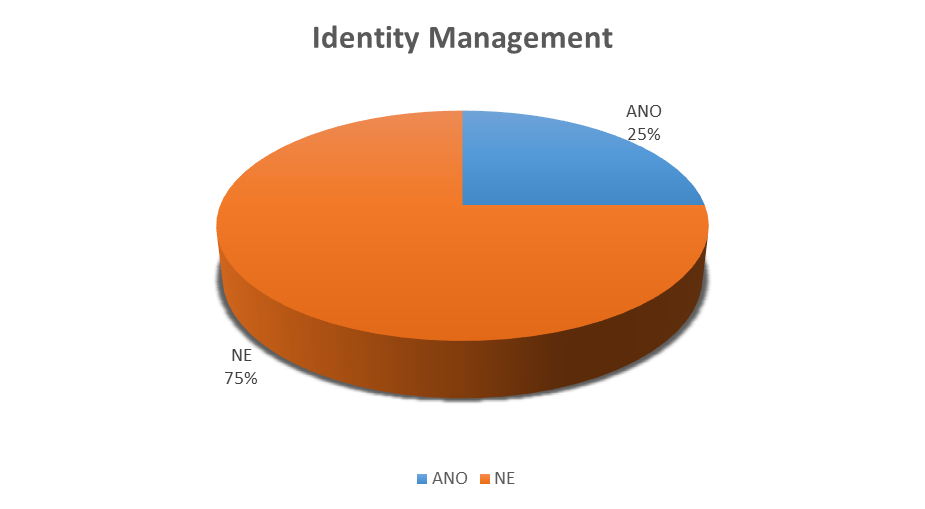 Identity Management
ANO
25%
NE
75%
ANO NE